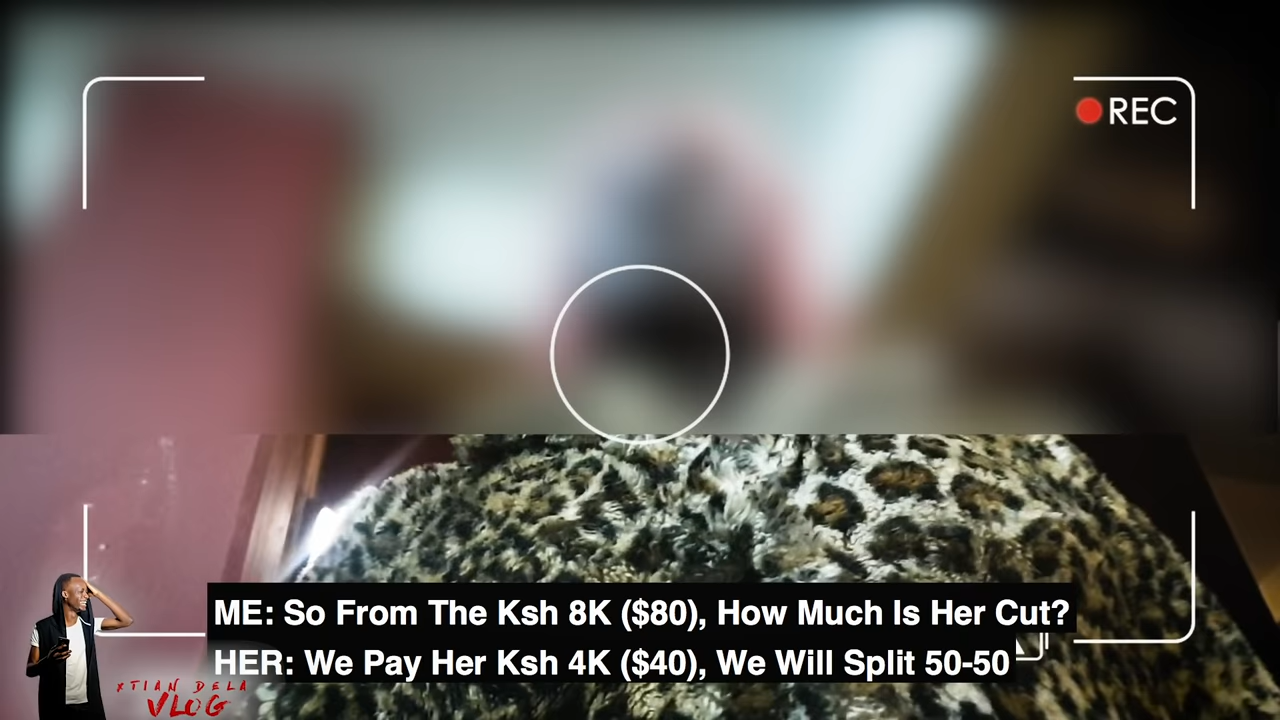 REC
ME: So From The Ksh 8K ($80), How Much Is Her Cut?
HER: We Pay Her Ksh 4K ($40), We Will Split 50-50
XTIAN DELA
VLOG